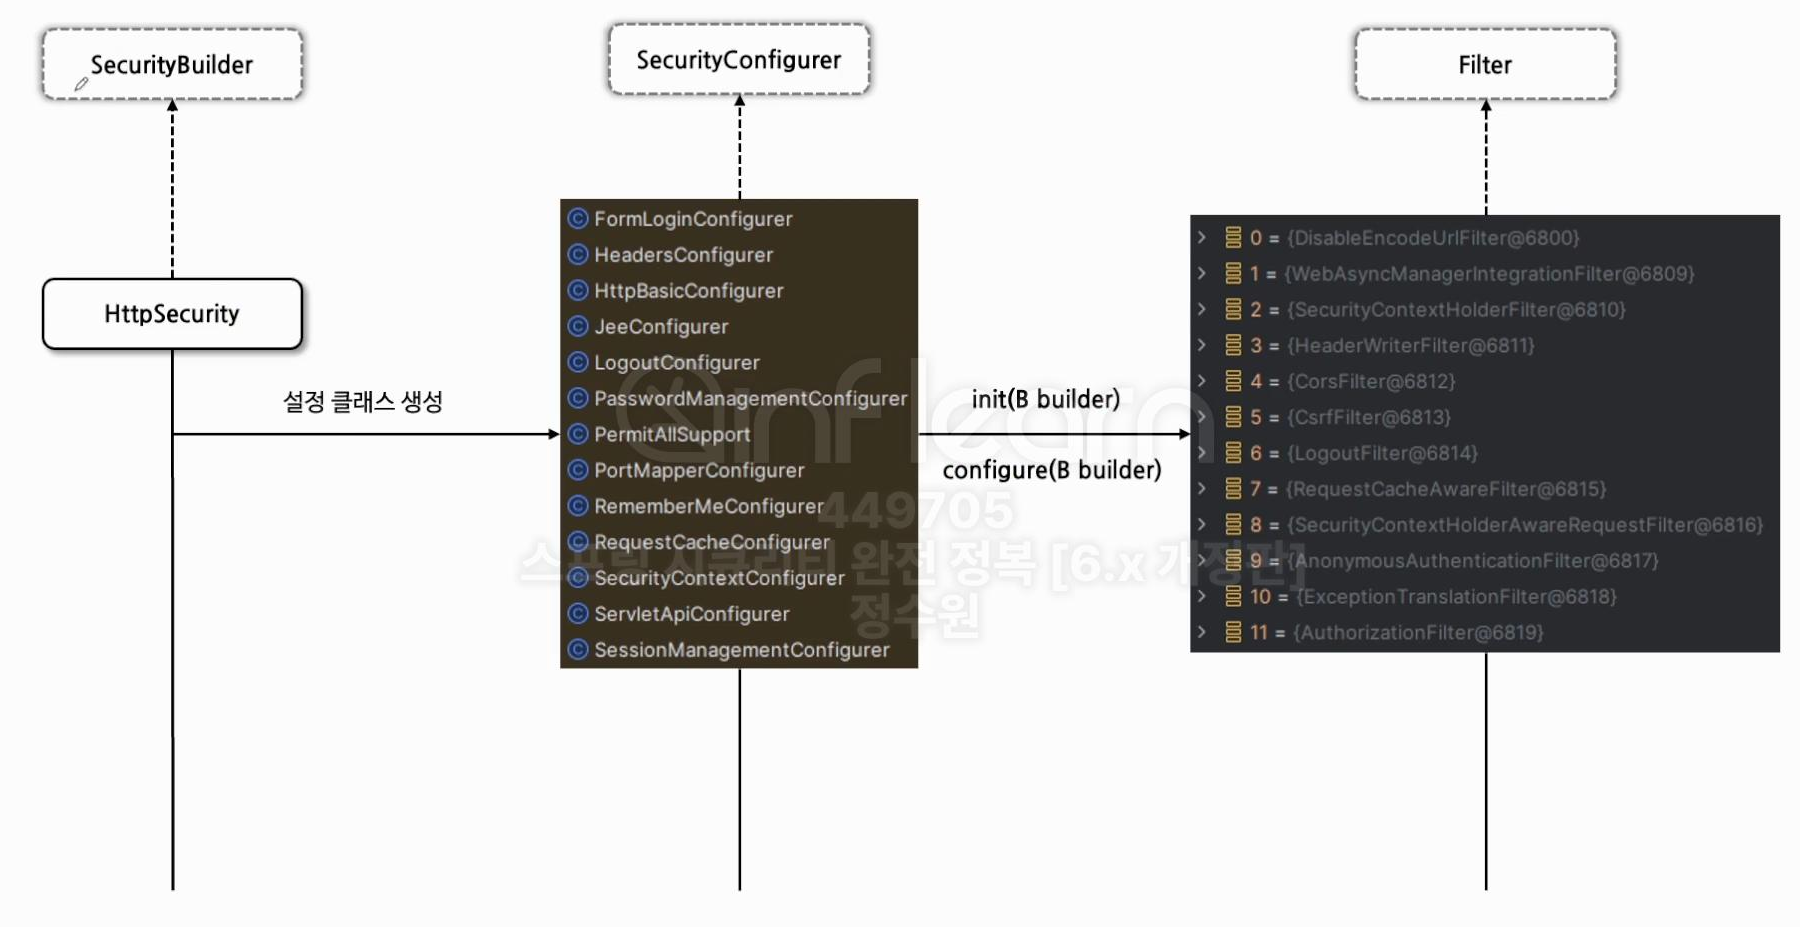 SecurityBuilder
SecurityConfigurer
Filter
HttpSecurity
설정 클래스 생성
FormLoginConfigurer
HeadersConfigurer
HttpBasicConfigurer
JeeConfigurer
LogoutConfigurer
PasswordManagementConfigurer
PermitAllSupport
PortMapperConfigurer
RememberMeConfigurer
RequestCacheConfigurer
SecurityContextConfigurer
ServletApiConfigurer
SessionManagementConfigurer
init(B builder)
configure(B builder)
0 = {DisableEncodeUrlFilter@6800}
1 = {WebAsyncManagerIntegrationFilter@6809}
2 = {SecurityContextHolderFilter@6810}
3 = {HeaderWriterFilter@6811}
4 = {CorsFilter@6812}
5 = {CsrfFilter@6813}
6 = {LogoutFilter@6814}
7 = {RequestCacheAwareFilter@6815}
8 = {SecurityContextHolderAwareRequestFilter@6816}
9 = {AnonymousAuthenticationFilter@6817}
10 = {ExceptionTranslationFilter@6818}
11 = {AuthorizationFilter@6819}
inflearn
449705
스프링 시큐리티 완전 정복 [6.x 개정판]
정수원